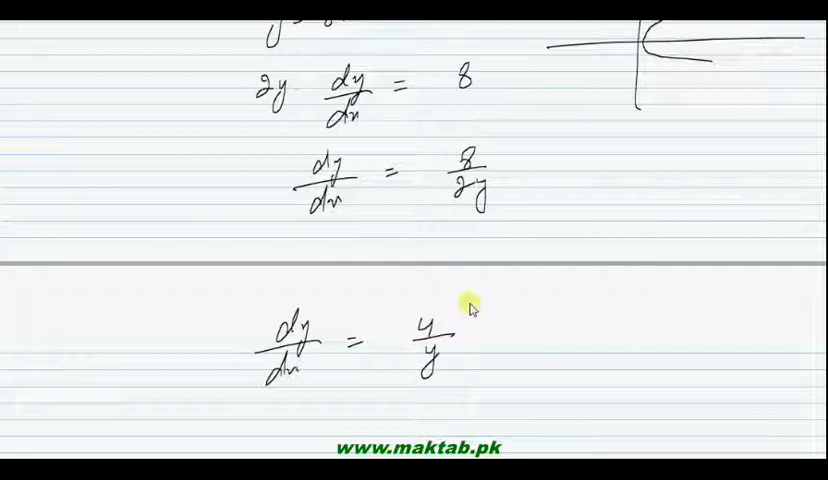 2y dy/dx = 8
dy/dx = 8/2y
dy/dx = 4/y
www.maktab.pk